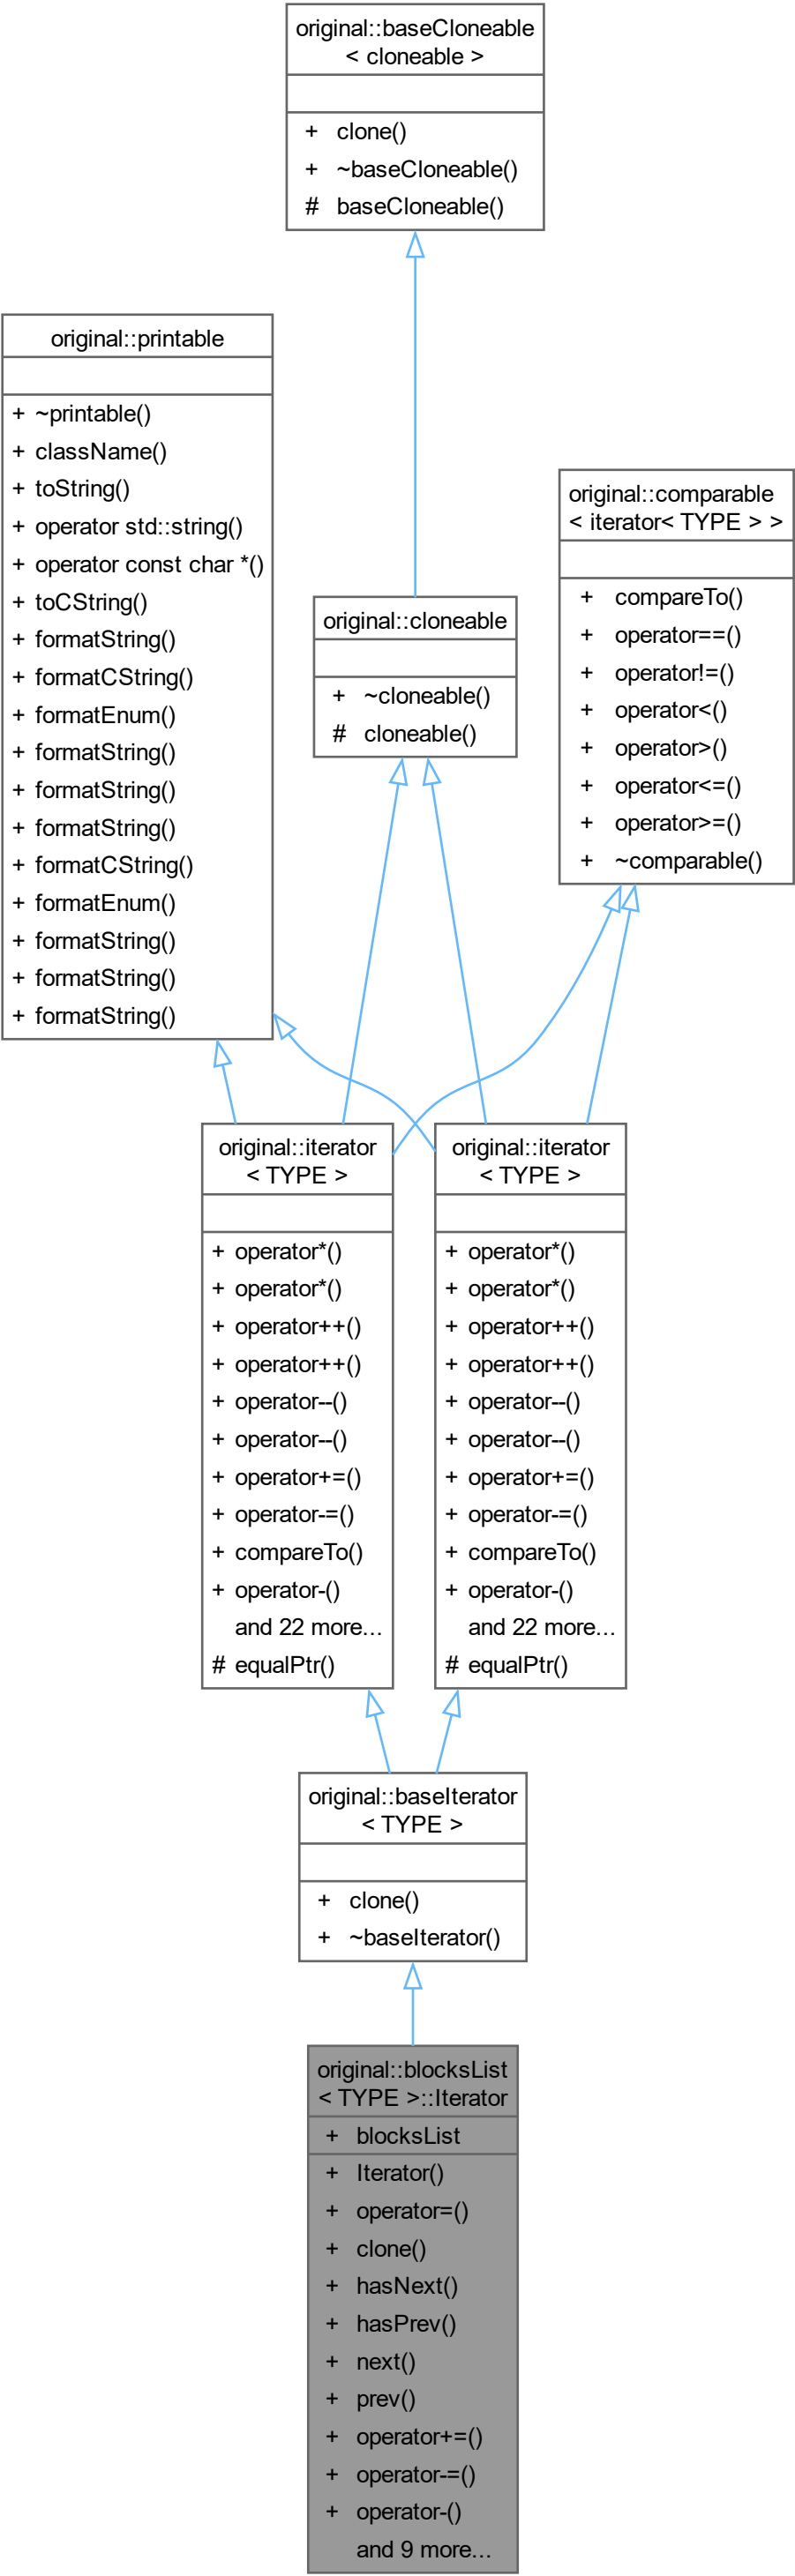 original::baseCloneable
< cloneable >
+ clone()
+ ~baseCloneable()
# baseCloneable()
original::printable
+ ~printable()
+ className()
+ toString()
+ operator std::string()
+ operator const char *()
+ toCString()
+ formatString()
+ formatCString()
+ formatEnum()
+ formatString()
+ formatString()
+ formatString()
+ formatCString()
+ formatEnum()
+ formatString()
+ formatString()
+ formatString()
original::cloneable
+ ~cloneable()
# cloneable()
original::comparable
< iterator< TYPE > >
+ compareTo()
+ operator==()
+ operator!=()
+ operator<()
+ operator>()
+ operator<=()
+ operator>=()
+ ~comparable()
original::iterator
< TYPE >
+ operator*()
+ operator*()
+ operator++()
+ operator++()
+ operator--()
+ operator--()
+ operator+=()
+ operator-=()
+ compareTo()
+ operator-()
and 22 more...
# equalPtr()
original::iterator
< TYPE >
+ operator*()
+ operator*()
+ operator++()
+ operator++()
+ operator--()
+ operator--()
+ operator+=()
+ operator-=()
+ compareTo()
+ operator-()
and 22 more...
# equalPtr()
original::baseIterator
< TYPE >
+ clone()
+ ~baseIterator()
original::blocksList
< TYPE >::Iterator
+ blocksList
+ Iterator()
+ operator=()
+ clone()
+ hasNext()
+ hasPrev()
+ next()
+ prev()
+ operator+=()
+ operator-=()
+ operator-()
and 9 more...